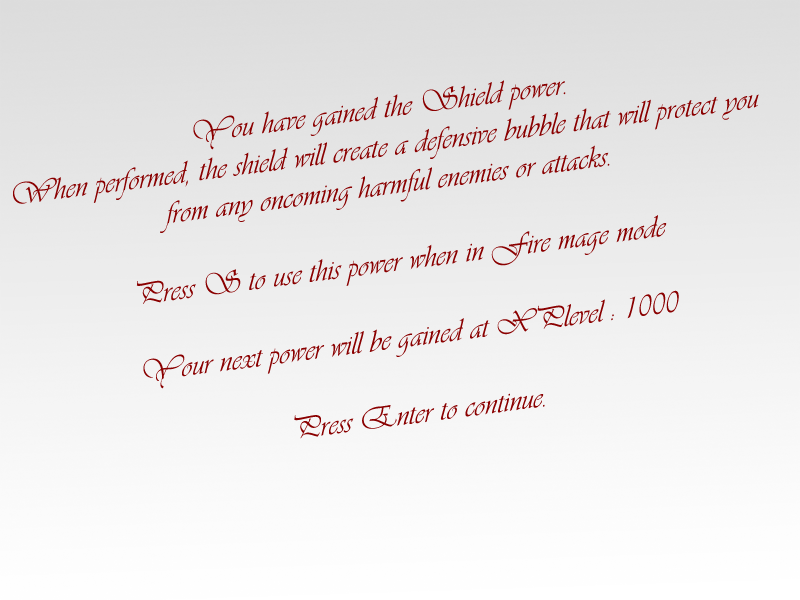 You have gained the Shield power.
When performed, the shield will create a defensive bubble that will protect you
from any oncoming harmful enemies or attacks.
Press S to use this power when in Fire mage mode
Your next power will be gained at XPlevel : 1000
Press Enter to continue.